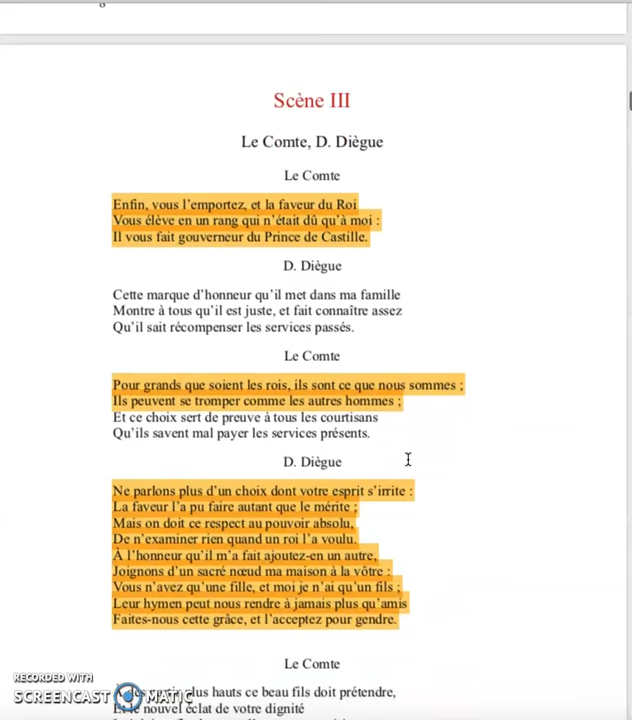 Scène III
Le Comte, D. Diègue
Le Comte
Enfin, vous l'emportez, et la faveur du Roi
Vous élève en un rang qui n'était dû qu'à moi :
Il vous fait gouverneur du Prince de Castille.
D. Diègue
Cette marque d'honneur qu'il met dans ma famille
Montre à tous qu'il est juste, et fait connaître assez
Qu'il sait récompenser les services passés.
Le Comte
Pour grands que soient les rois, ils sont ce que nous sommes ;
Ils peuvent se tromper comme les autres hommes ;
Et ce choix sert de preuve à tous les courtisans
Qu'ils savent mal payer les services présents.
D. Diègue
Ne parlons plus d'un choix dont votre esprit s'irrite :
La faveur l'a pu faire autant que le mérite ;
Mais on doit ce respect au pouvoir absolu,
De n'examiner rien quand un roi l'a voulu.
À l'honneur qu'il m'a fait ajoutez-en un autre,
Joignons d'un sacré nœud ma maison à la vôtre :
Vous n'avez qu'une fille, et moi je n'ai qu'un fils ;
Leur hymen peut nous rendre à jamais plus qu'amis
Faites-nous cette grâce, et l'acceptez pour gendre.
Le Comte
plus hauts ce beau fils doit prétendre,
le nouvel éclat de votre dignité
RECORDED WITH
SCREENCAST MATIC